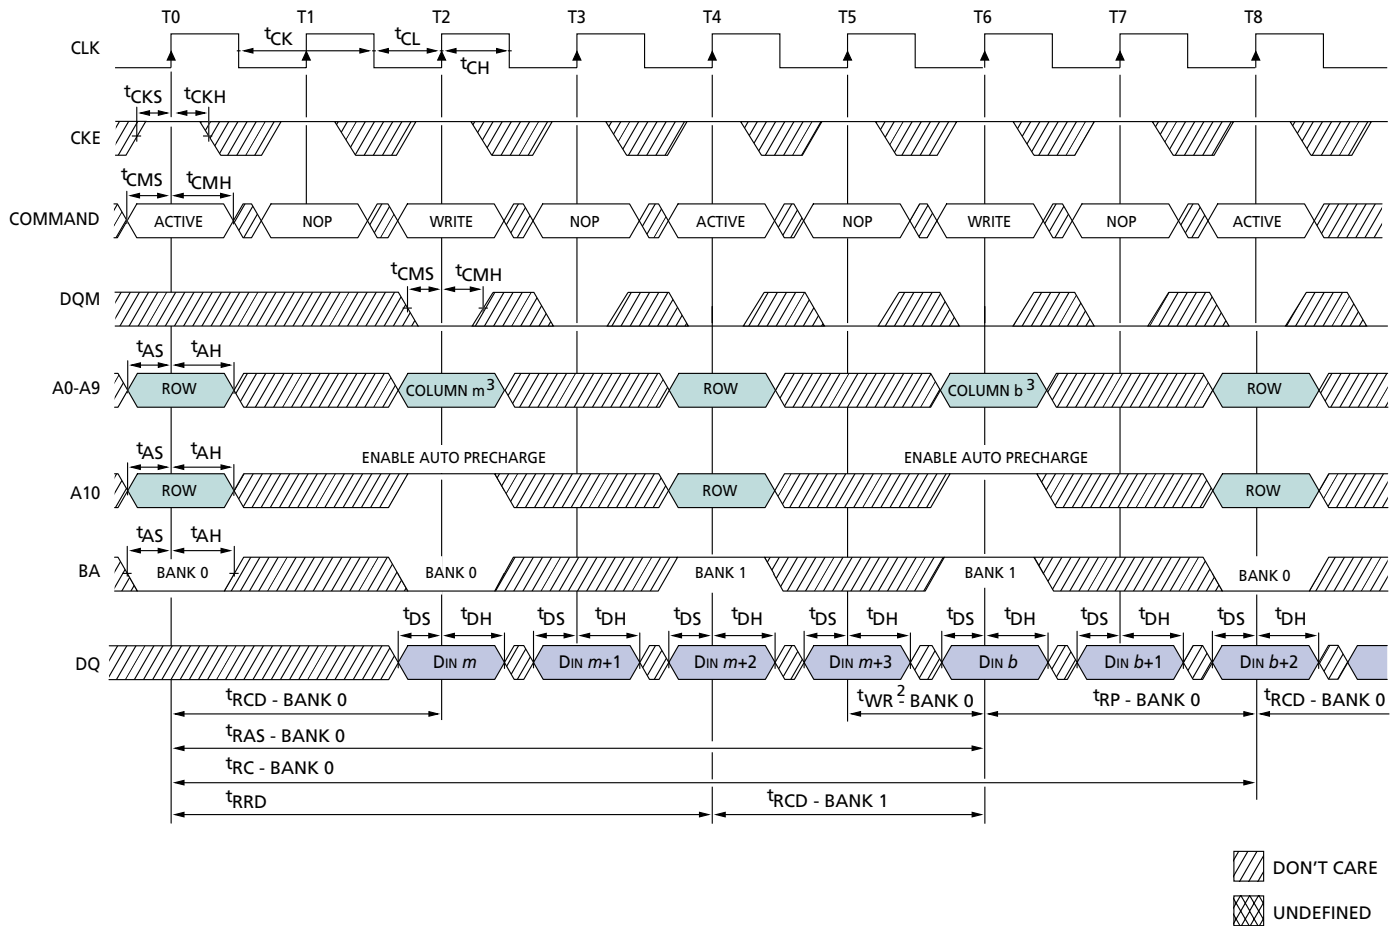 T0 T1 T2 T3 T4 T5 T6 T7 T8
CLK
tCK tCL
tCH
tCKS tCKH
CKE
tCMS tCMH
COMMAND ACTIVE NOP WRITE NOP ACTIVE NOP WRITE NOP ACTIVE
tCMS tCMH
DQM
tAS tAH
A0-A9 ROW COLUMN m3 ROW COLUMN b 3 ROW
tAS tAH ENABLE AUTO PRECHARGE ENABLE AUTO PRECHARGE
A10 ROW ROW ROW
tAS tAH
BA BANK 0 BANK 0 BANK 1 BANK 1 BANK 0
tDS tDH tDS tDH tDS tDH tDS tDH tDS tDH tDS tDH tDS tDH
DQ DIN m DIN m+1 DIN m+2 DIN m+3 DIN b DIN b+1 DIN b+2
tRCD - BANK 0 tWR2 - BANK 0 tRP - BANK 0 tRCD - BANK 0
tRAS - BANK 0
tRC - BANK 0
tRRD tRCD - BANK 1
DON'T CARE
UNDEFINED